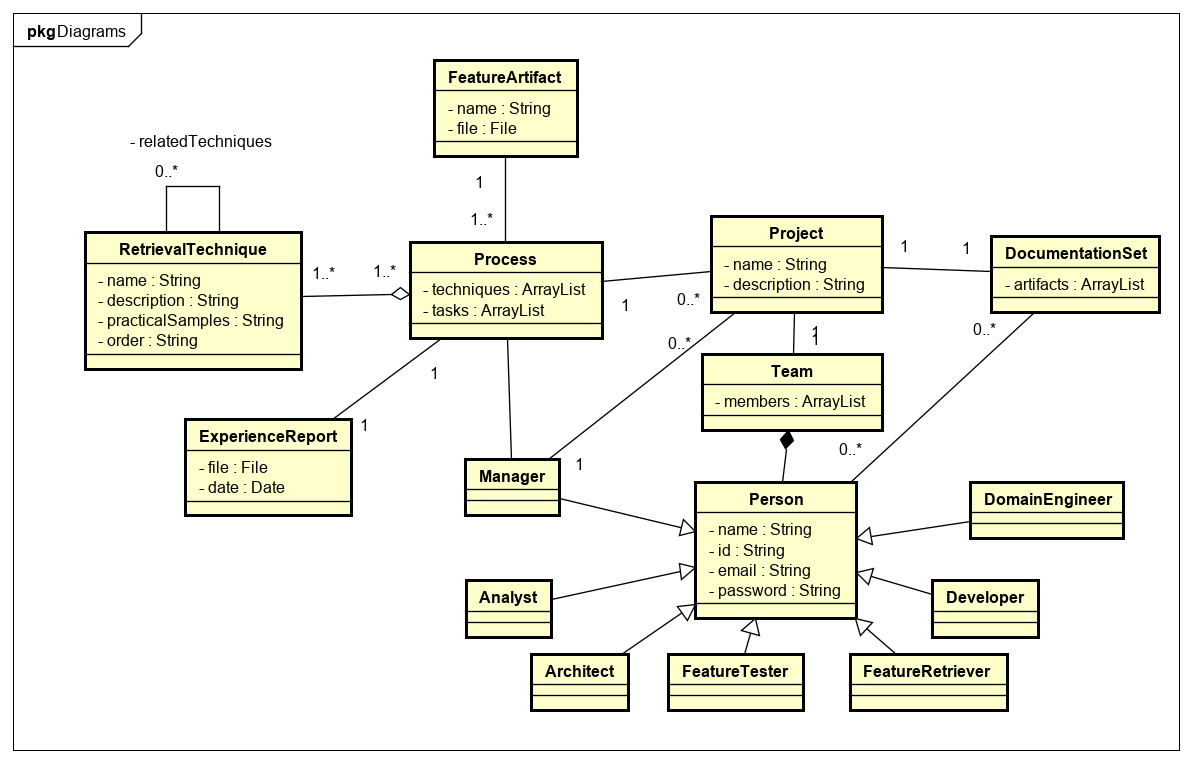 pkg Diagrams
FeatureArtifact
- name : String
- file : File
- relatedTechniques
0..*
1
1..*
RetrievalTechnique
- name : String
- description : String
- practicalSamples : String
- order : String
1..*
1..*
Process
- techniques : ArrayList
- tasks : ArrayList
1
0..*
Project
- name : String
- description : String
1
1
DocumentationSet
- artifacts : ArrayList
0..*
0..*
1
1
Team
- members : ArrayList
1
1
ExperienceReport
- file : File
- date : Date
Manager
1
0..*
Person
- name : String
- id : String
- email : String
- password : String
DomainEngineer
Analyst
Developer
Architect
FeatureTester
FeatureRetriever